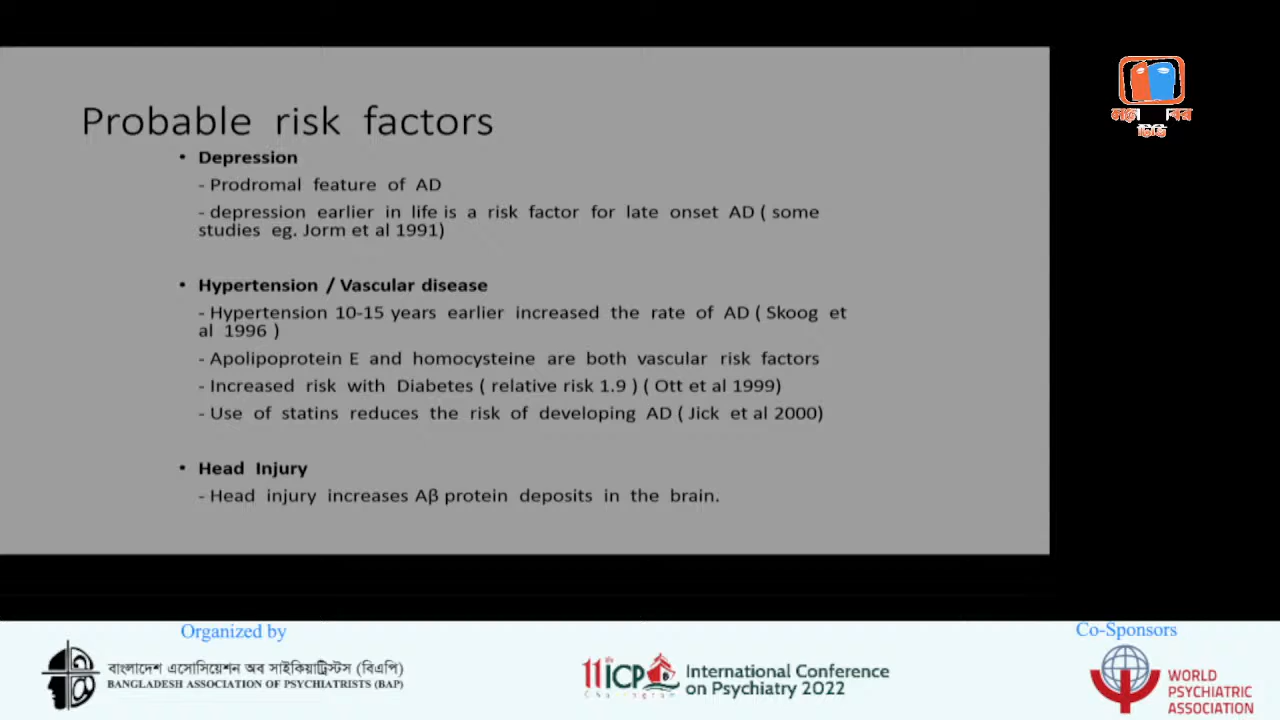 Probable risk factors
• Depression
- Prodromal feature of AD
- depression earlier in life is a risk factor for late onset AD ( some
studies eg. Jorm et al 1991)
• Hypertension / Vascular disease
- Hypertension 10-15 years earlier increased the rate of AD ( Skoog et
al 1996 )
- Apolipoprotein E and homocysteine are both vascular risk factors
- Increased risk with Diabetes ( relative risk 1.9 ) ( Ott et al 1999)
- Use of statins reduces the risk of developing AD ( Jick et al 2000)
• Head Injury
- Head injury increases Aβ protein deposits in the brain.
টিভি
Organized by
বাংলাদেশ এসোসিয়েশন অব সাইকিয়াট্রিস্টস (বিএপি)
BANGLADESH ASSOCIATION OF PSYCHIATRISTS (BAP)
11 ICP
International Conference
on Psychiatry 2022
Co-Sponsors
WORLD
PSYCHIATRIC
ASSOCIATION